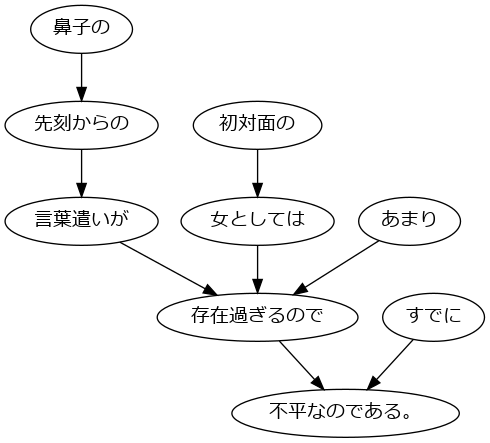 鼻子の
先刻からの
初対面の
言葉遣いが
女としては
あまり
存在過ぎるので
すでに
不平なのである。